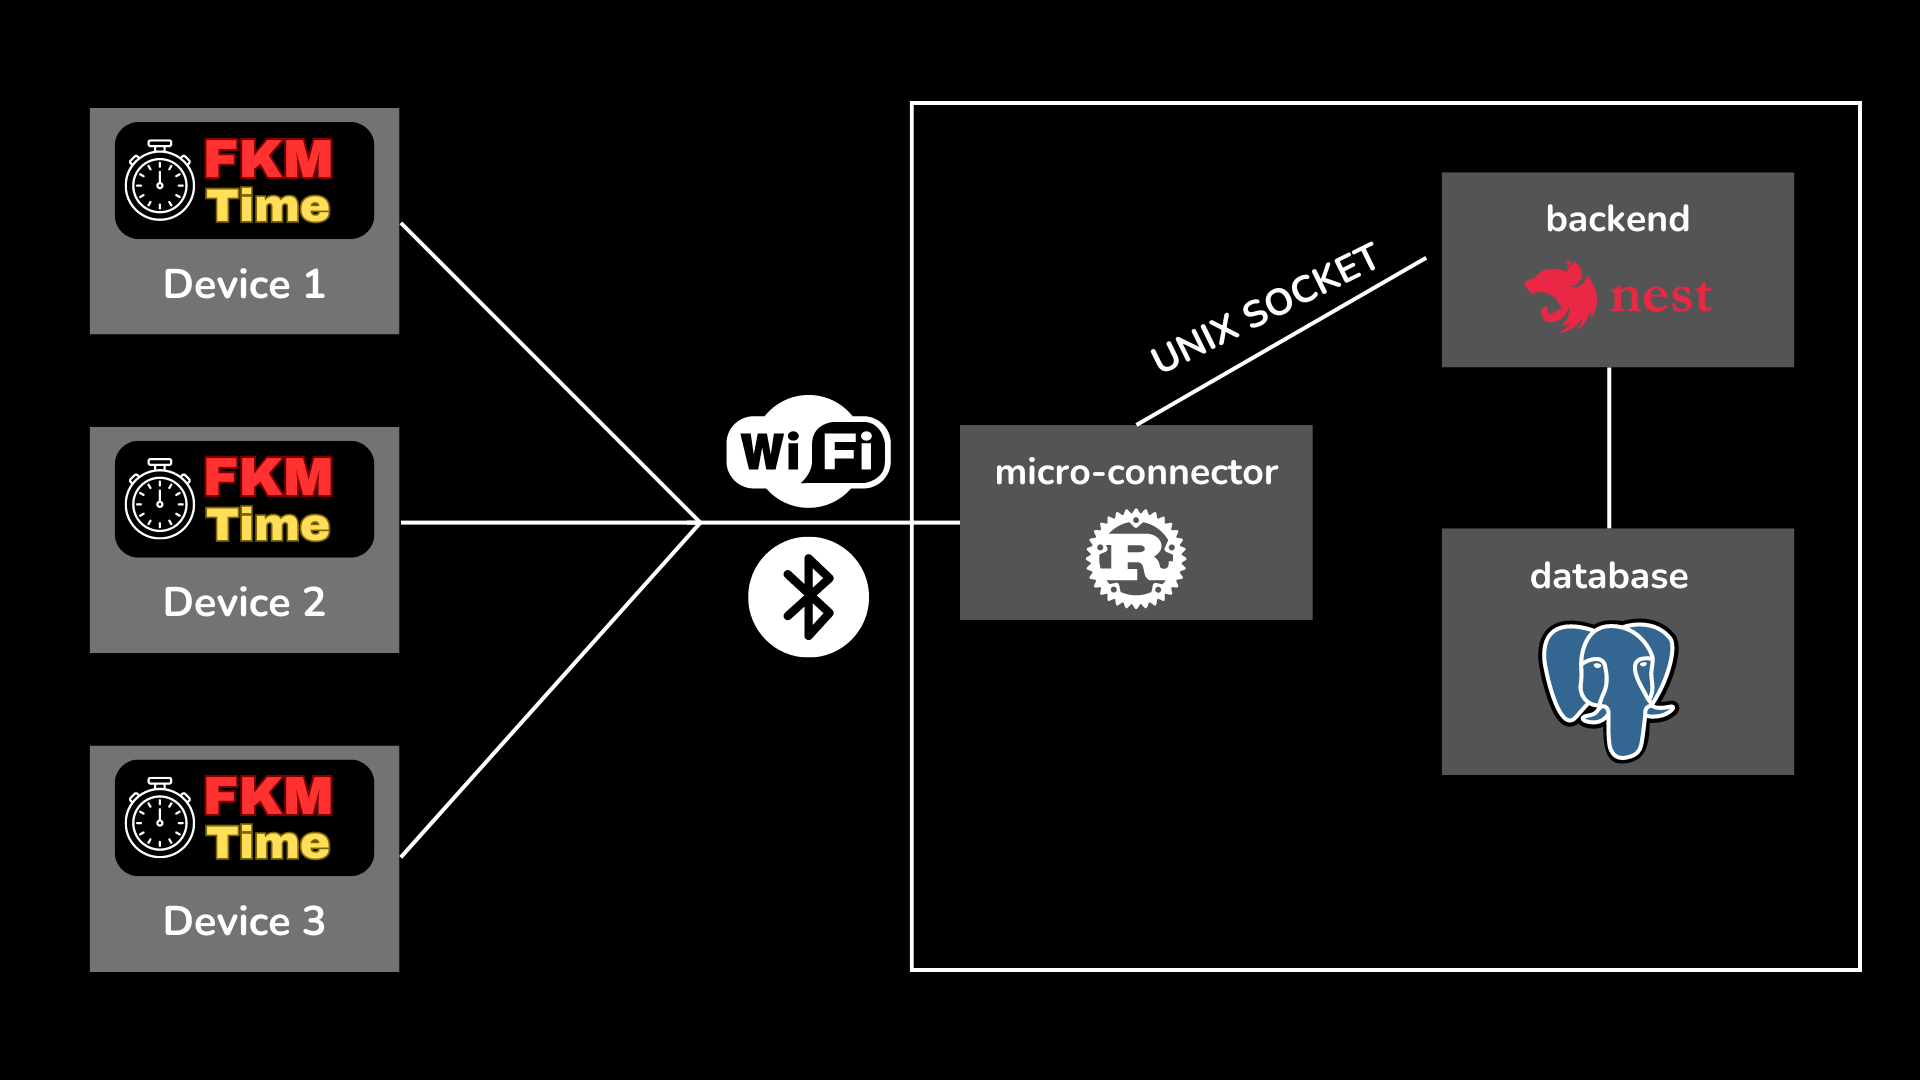 FKM
Time
Device 1
FKM
Time
Device 2
FKM
Time
Device 3
Wi Fi
micro-connector
R
UNIX SOCKET
backend
nest
database